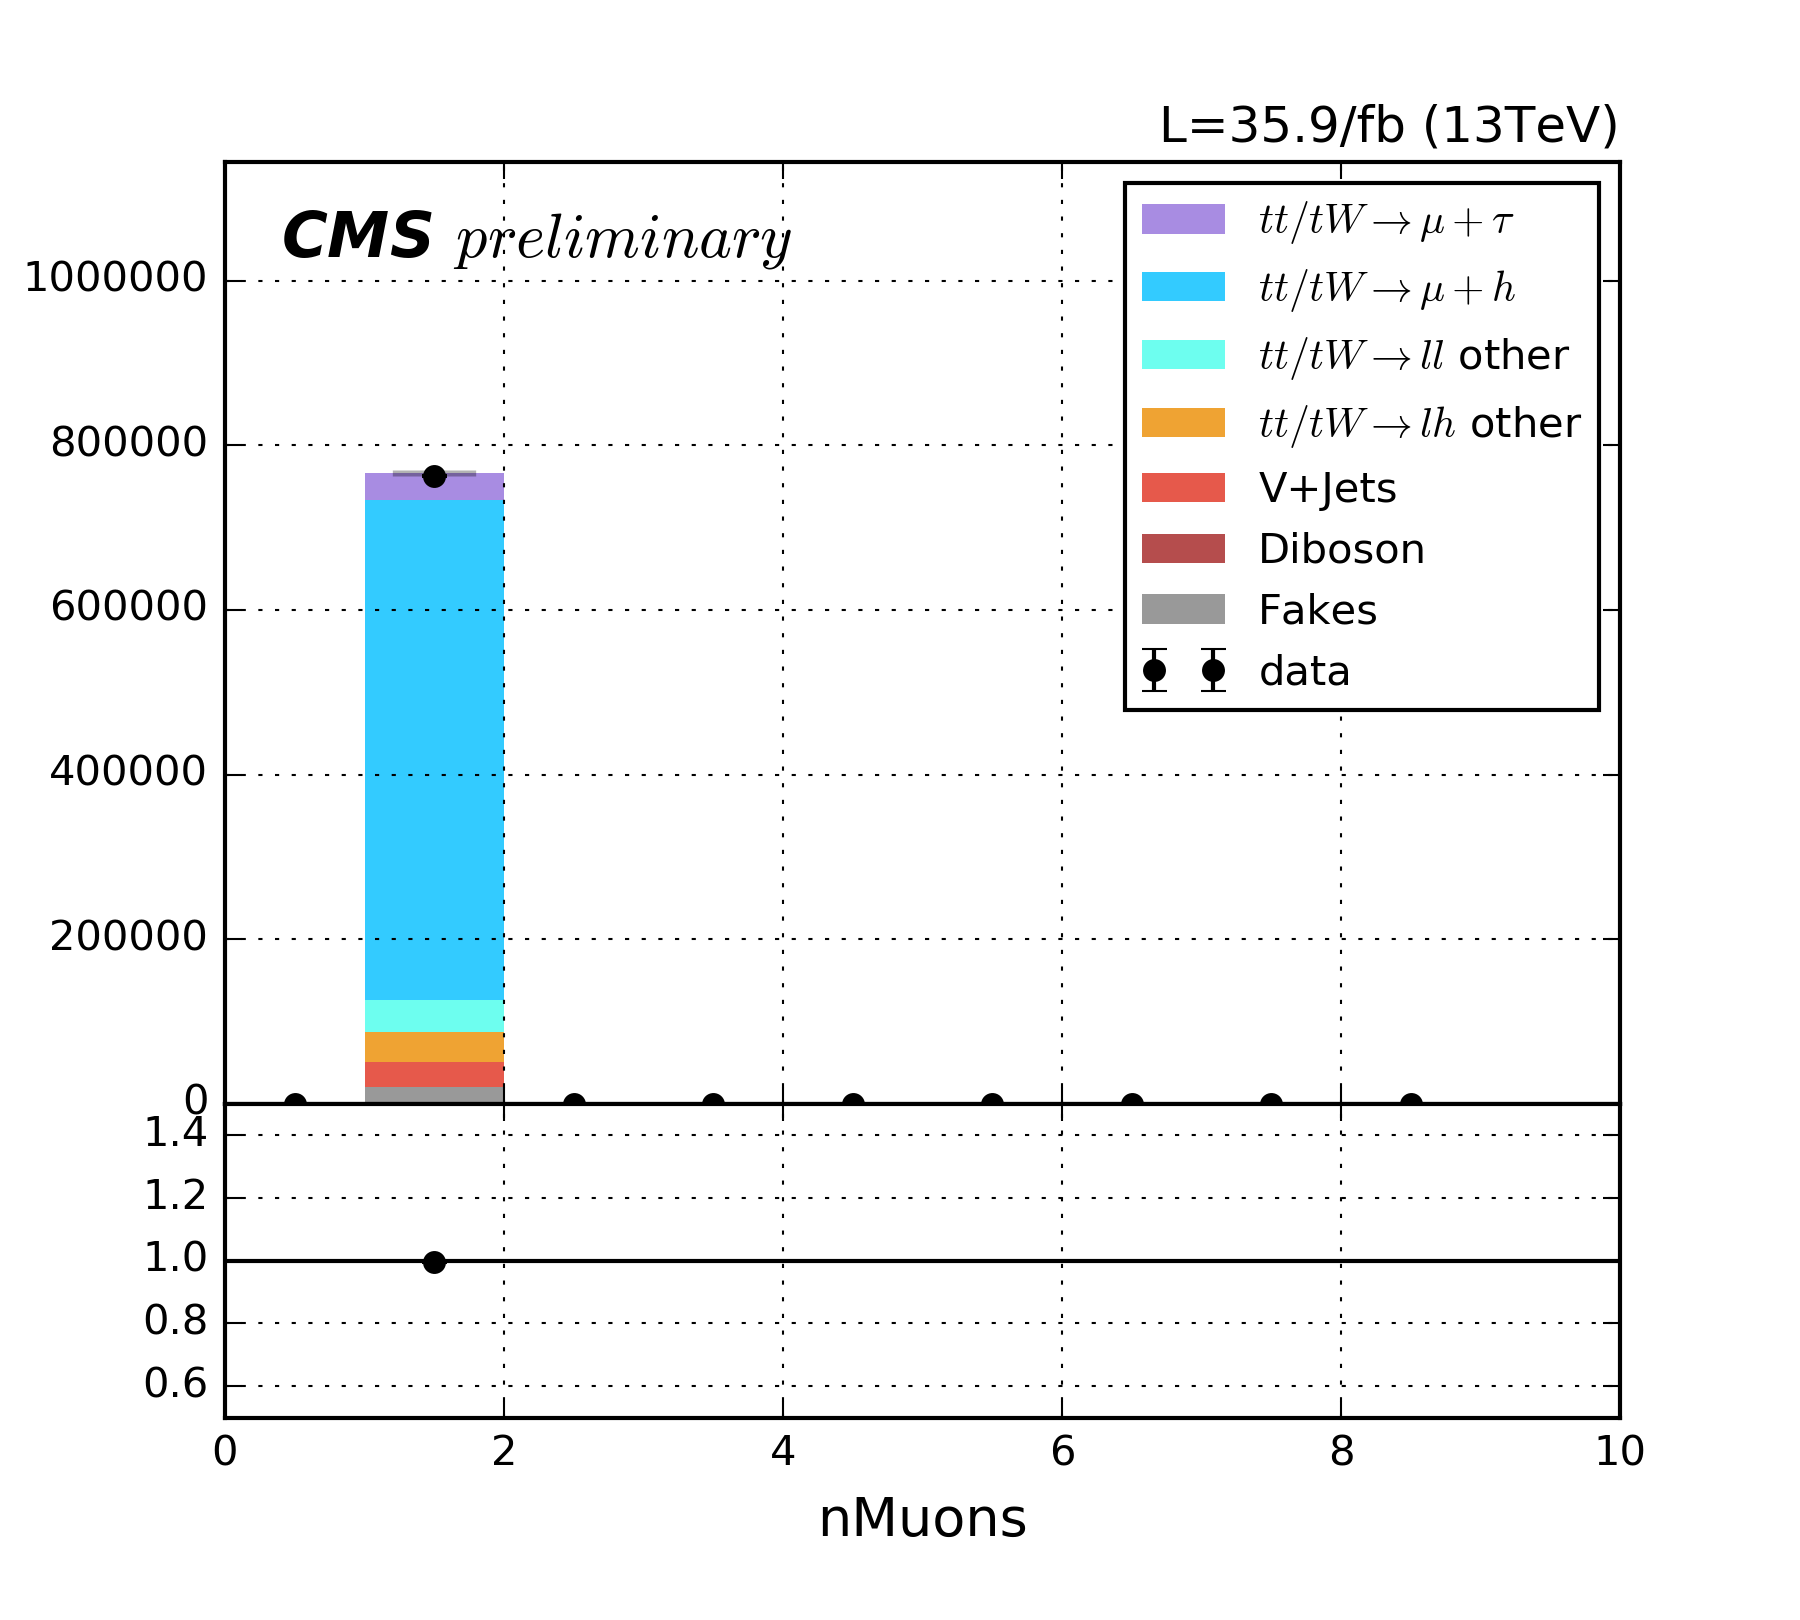 L=35.9/fb (13TeV)
CMS preliminary
tt/tW→μ+τ
tt/tW→μ+h
tt/tW→ll other
tt/tW→lh other
V+Jets
Diboson
Fakes
data
1000000
800000
600000
400000
200000
0
1.4
1.2
1.0
0.8
0.6
0 2 4 6 8 10
nMuons